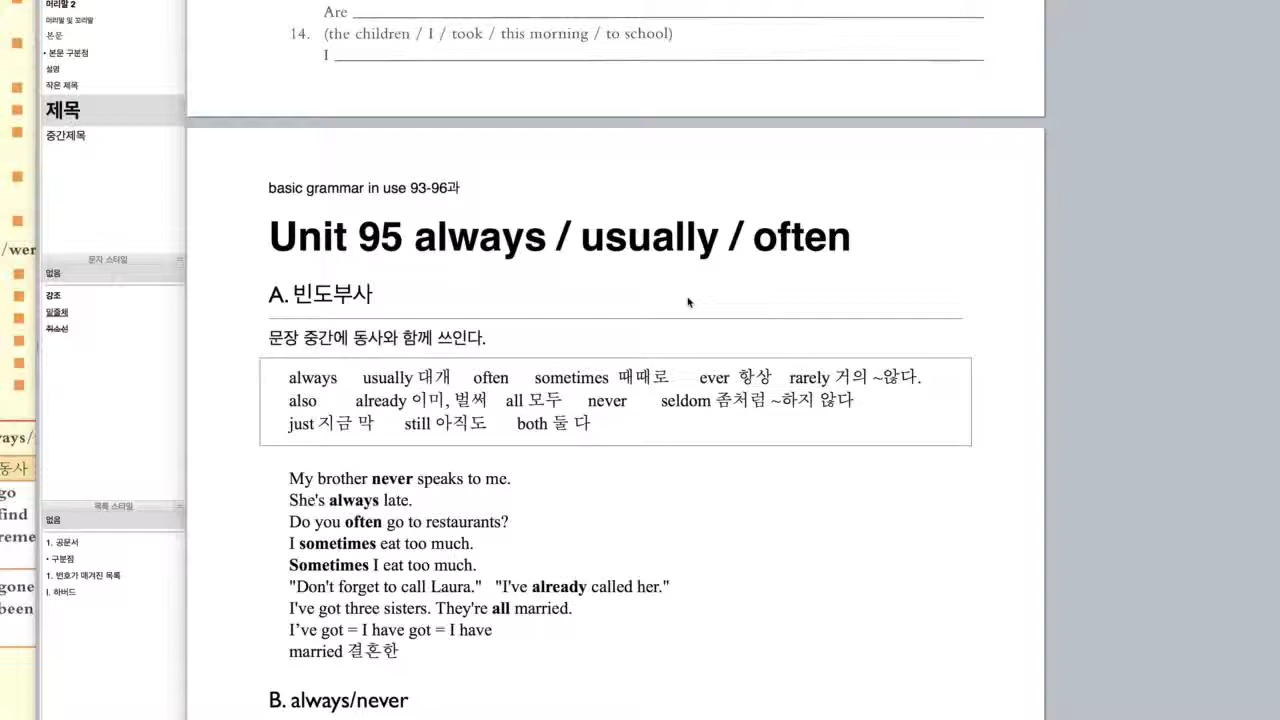 머리말 2
머리말 및 꼬리말
본문
• 본문 구분점
설명
작은 제목
제목
중간제목
문자 스타일
없음
강조
밑줄체
취소선
목록 스타일
없음
1. 공문서
• 구분점
1. 번호가 매겨진 목록
I. 하버드
/wer
ways/
동사
go
find
reme
gone
been
Are
14. (the children / I / took / this morning / to school)
I
basic grammar in use 93-96과
Unit 95 always / usually / often
A. 빈도부사
문장 중간에 동사와 함께 쓰인다.
always usually 대개 often sometimes 때때로 ever 항상 rarely 거의 ~않다.
also already 이미, 벌써 all 모두 never seldom 좀처럼 ~하지 않다
just 지금 막 still 아직도 both 둘 다
My brother never speaks to me.
She's always late.
Do you often go to restaurants?
I sometimes eat too much.
Sometimes I eat too much.
"Don't forget to call Laura." "I've already called her."
I've got three sisters. They're all married.
I’ve got = I have got = I have
married 결혼한
B. always/never